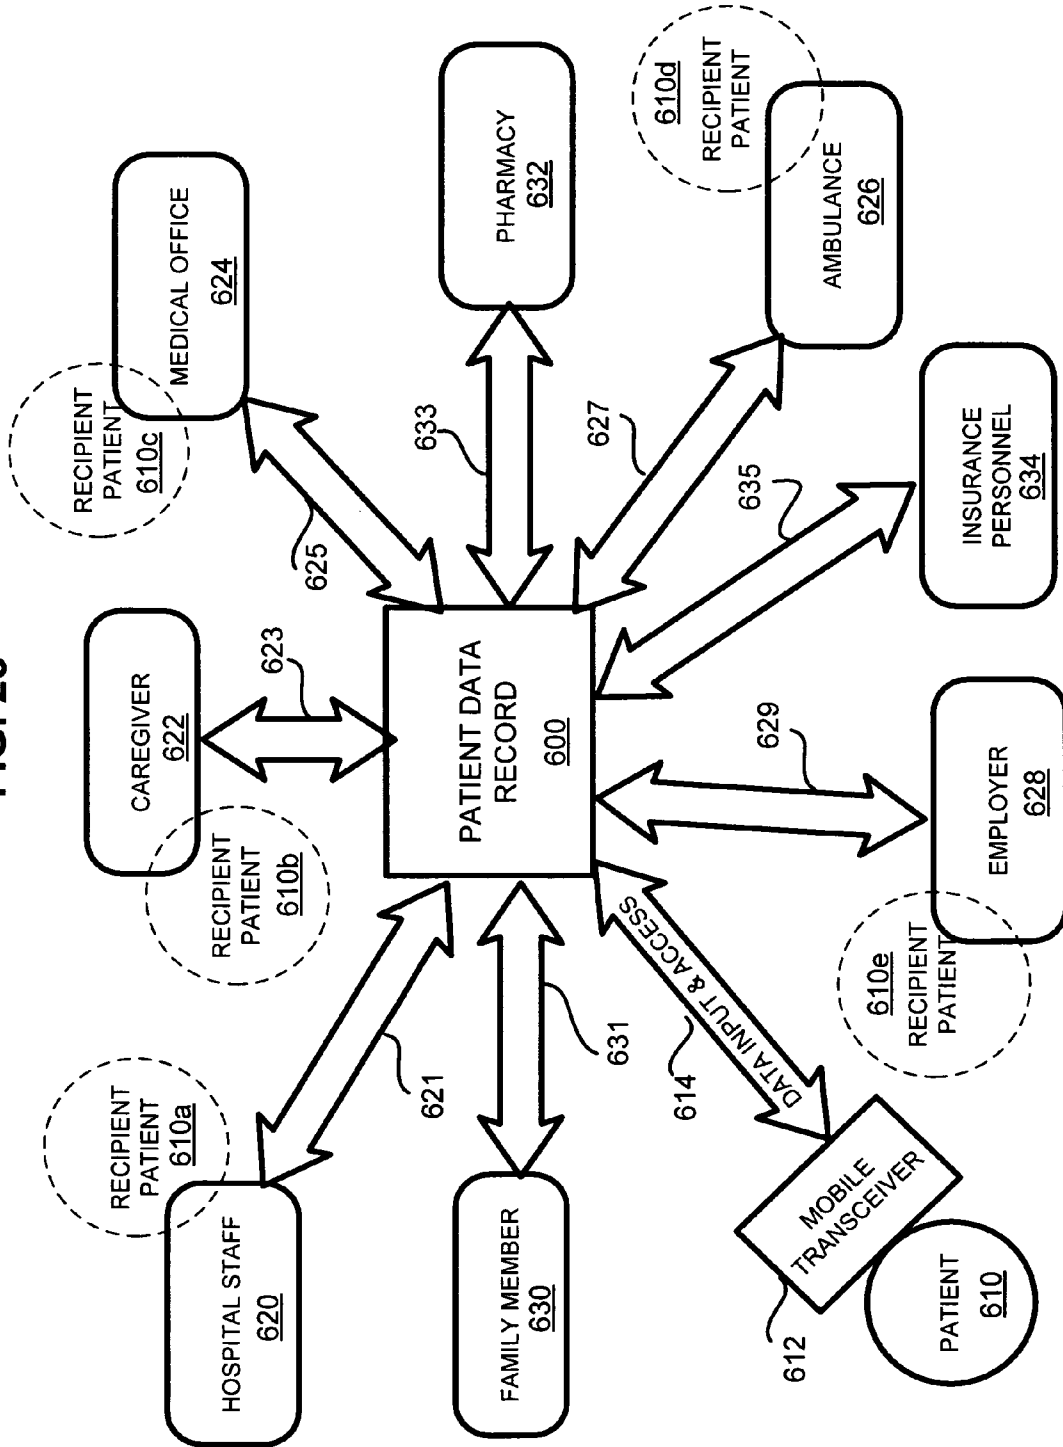 RECIPIENT
PATIENT
610a
HOSPITAL STAFF
620
621
RECIPIENT
PATIENT
610b
CAREGIVER
622
623
RECIPIENT
PATIENT
610c
MEDICAL OFFICE
624
625
FAMILY MEMBER
630
631
PATIENT DATA
RECORD
600
633
PHARMACY
632
612
MOBILE
TRANSCEIVER
PATIENT
610
614
DATA INPUT & ACCESS
610e
RECIPIENT
PATIENT
EMPLOYER
628
629
635
INSURANCE
PERSONNEL
634
627
610d
RECIPIENT
PATIENT
AMBULANCE
626